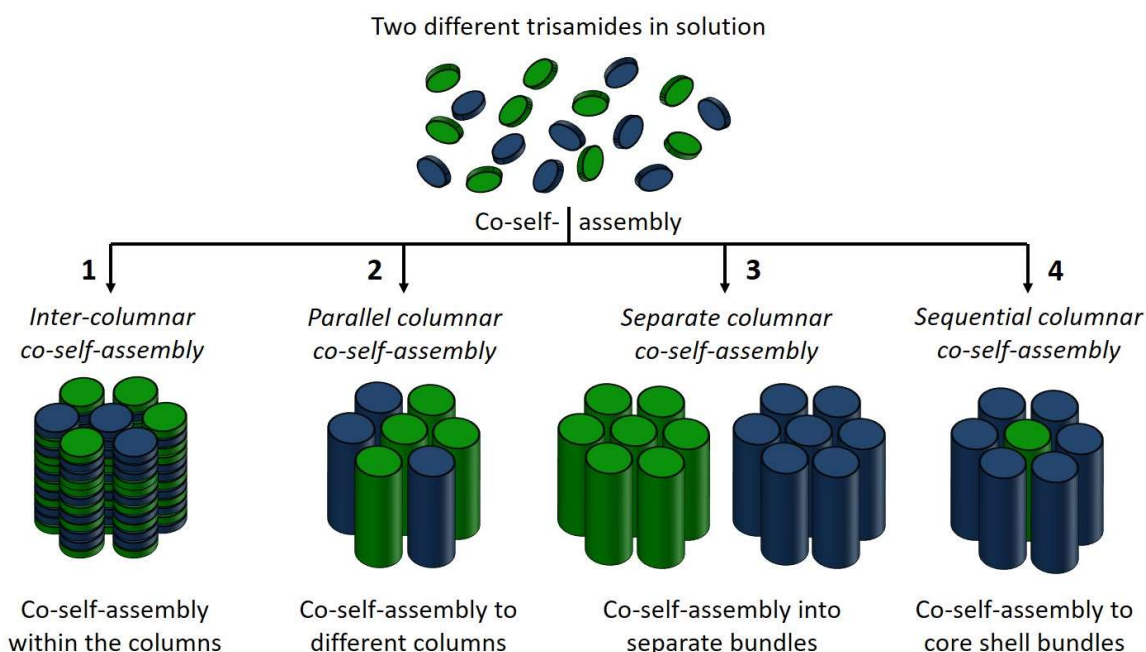 Two different trisamides in solution
Co-self- assembly
1
2
3
4
Inter-columnar
co-self-assembly
Parallel columnar
co-self-assembly
Separate columnar
co-self-assembly
Sequential columnar
co-self-assembly
Co-self-assembly
within the columns
Co-self-assembly to
different columns
Co-self-assembly into
separate bundles
Co-self-assembly to
core shell bundles